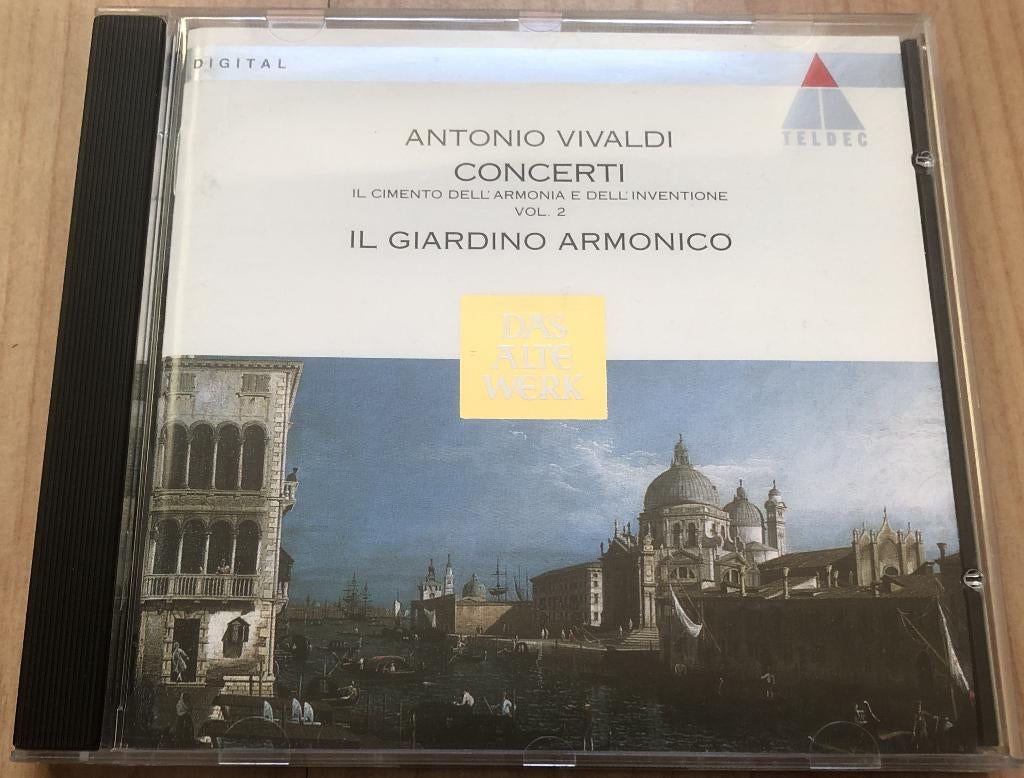 DIGITAL
TELDEC
ANTONIO VIVALDI
CONCERTI
IL CIMENTO DELL'ARMONIA E DELL'INVENTIONE
VOL. 2
IL GIARDINO ARMONICO
DAS
ALTE
WERK